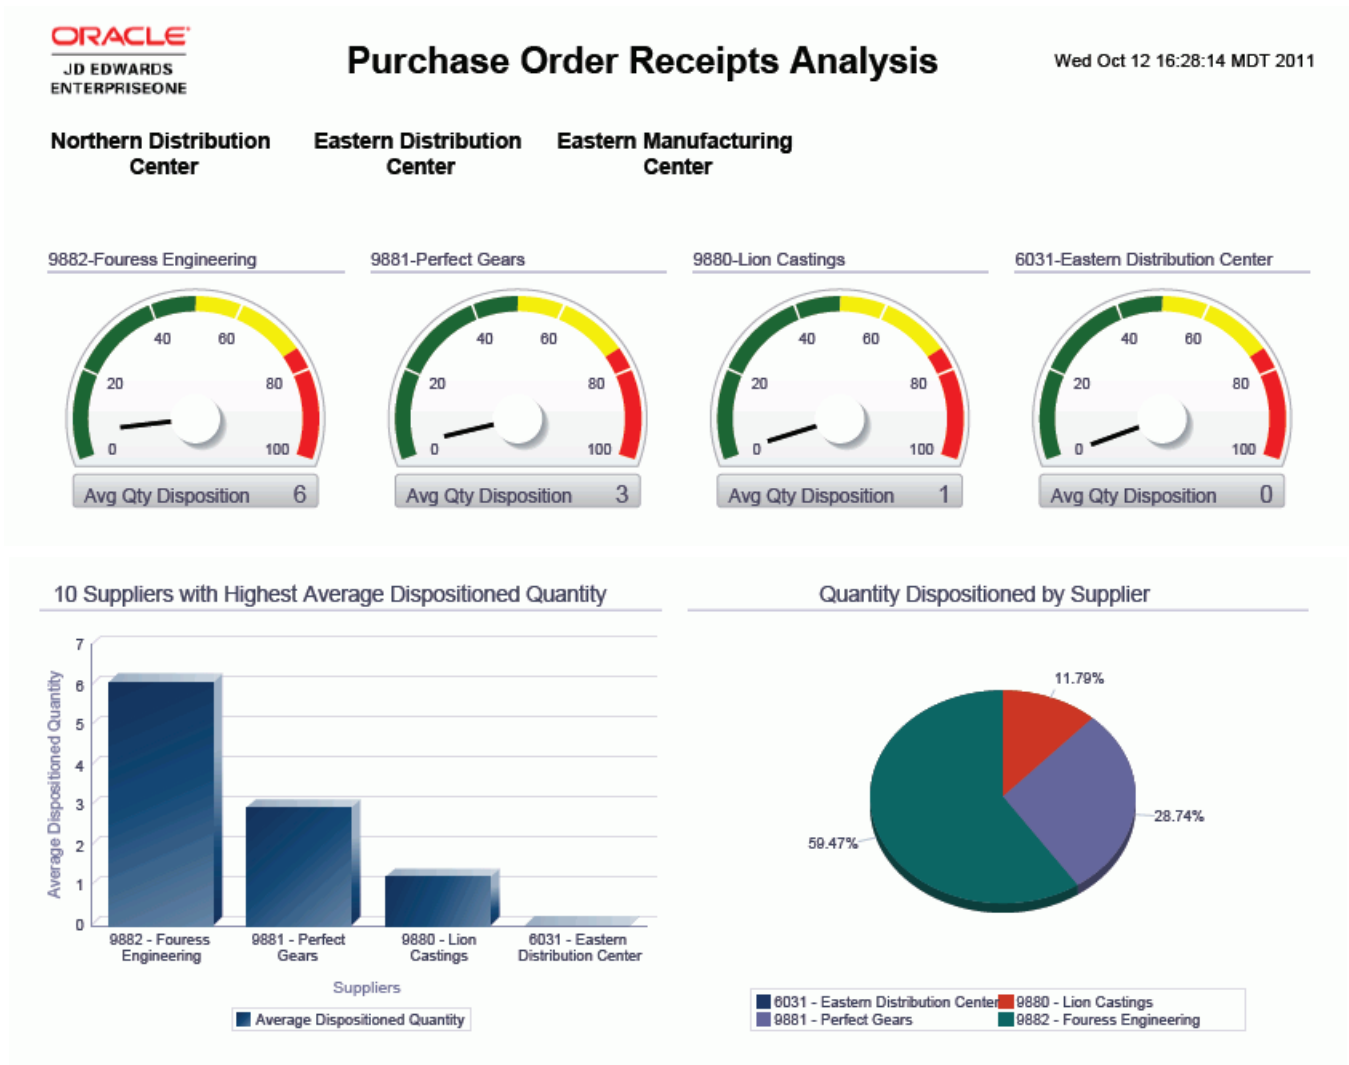 ORACLE
JD EDWARDS
ENTERPRISEONE
Purchase Order Receipts Analysis
Wed Oct 12 16:28:14 MDT 2011
Northern Distribution
Center
Eastern Distribution
Center
Eastern Manufacturing
Center
9882-Fouress Engineering
0
20
40
60
80
100
Avg Qty Disposition 6
9881-Perfect Gears
0
20
40
60
80
100
Avg Qty Disposition 3
9880-Lion Castings
0
20
40
60
80
100
Avg Qty Disposition 1
6031-Eastern Distribution Center
0
20
40
60
80
100
Avg Qty Disposition 0
10 Suppliers with Highest Average Dispositioned Quantity
Average Dispositioned Quantity
7
6
5
4
3
2
1
0
9882 - Fouress
Engineering
9881 - Perfect
Gears
9880 - Lion
Castings
6031 - Eastern
Distribution Center
Suppliers
Average Dispositioned Quantity
Quantity Dispositioned by Supplier
11.79%
28.74%
59.47%
6031 - Eastern Distribution Center
9880 - Lion Castings
9881 - Perfect Gears
9882 - Fouress Engineering